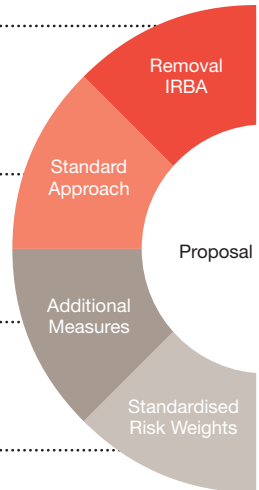 Removal
IRBA
Standard
Approach
Proposal
Additional
Measures
Standardised
Risk Weights